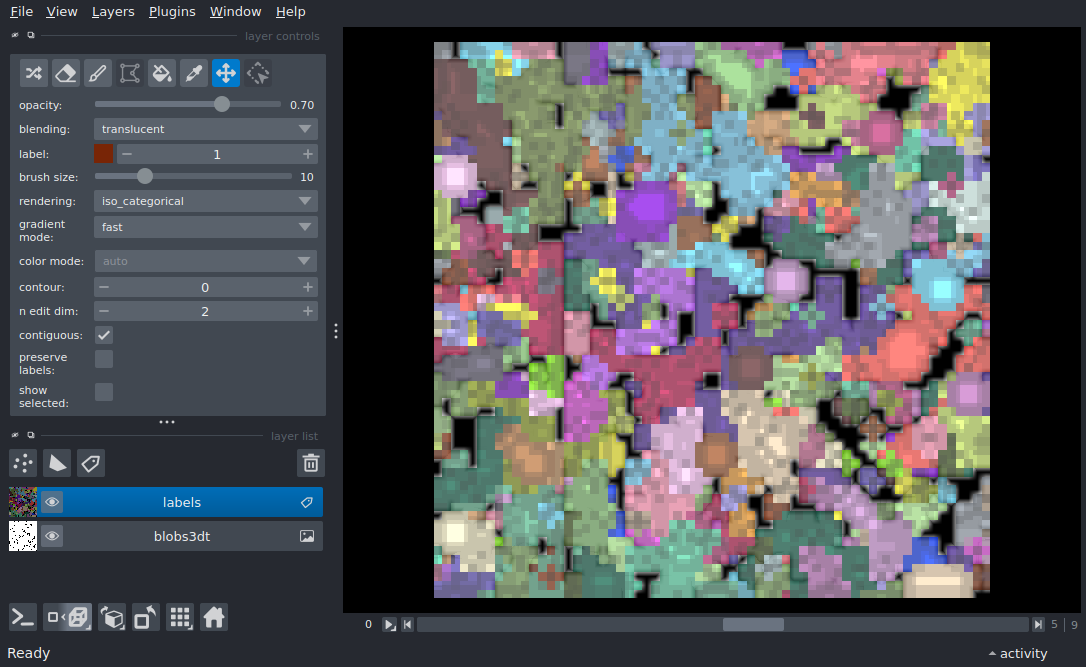 File View Layers Plugins Window Help
layer controls
opacity: 0.70
blending: translucent
label: 1
brush size: 10
rendering: iso_categorical
gradient
mode: fast
color mode: auto
contour: 0
n edit dim: 2
contiguous:
preserve
labels:
show
selected:
layer list
labels
blobs3dt
0 5 9
Ready activity